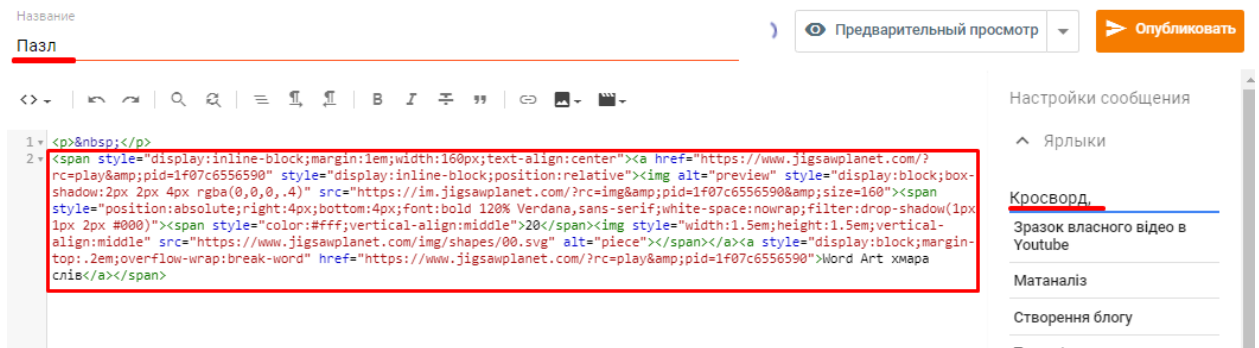 Название
Пазл
Предварительный просмотр
Опубликовать
B I T
Настройки сообщения
Ярлыки
1 <p>&nbsp;</p>
2 <span style="display:inline-block;margin:1em;width:160px;text-align:center"><a href="https://www.jigsawplanet.com/?
rc=play&amp;pid=1f07c6556590" style="display:inline-block;position:relative"><img alt="preview" style="display:block;box-
shadow:2px 2px 4px rgba(0,0,0,.4)" src="https://im.jigsawplanet.com/?rc=img&amp;pid=1f07c6556590&amp;size=160"><span
style="position:absolute;right:4px;bottom:4px;font:bold 120% Verdana,sans-serif;white-space:nowrap;filter:drop-shadow(1px
1px 2px #000)"><span style="color:#fff;vertical-align:middle">20</span><img style="width:1.5em;height:1.5em;vertical-
align:middle" src="https://www.jigsawplanet.com/img/shapes/00.svg" alt="piece"></span></a><a style="display:block;margin-
top:.2em;overflow-wrap:break-word" href="https://www.jigsawplanet.com/?rc=play&amp;pid=1f07c6556590">Word Art хмара
слів</a></span>
Кросворд,
Зразок власного відео в
Youtube
Матаналіз
Створення блогу